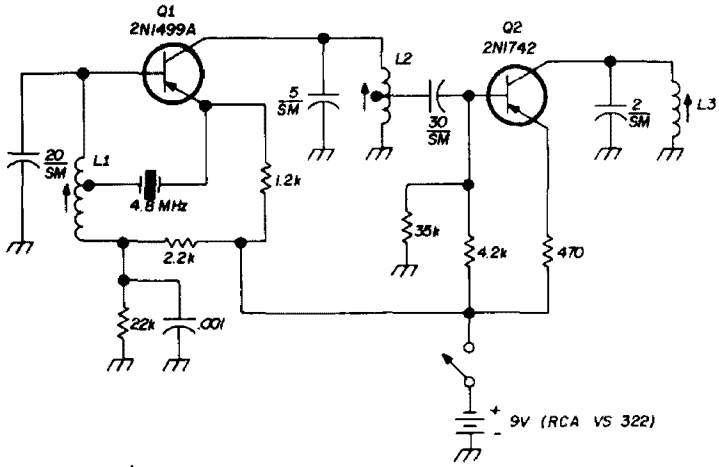 Q1
2N1499A
Q2
2N1742
L2
5
SM
30
SM
2
SM
L3
20
SM
L1
4.8 MHz
1.2k
2.2k
35k
4.2k
470
22k
.001
+
-
9V (RCA VS 322)